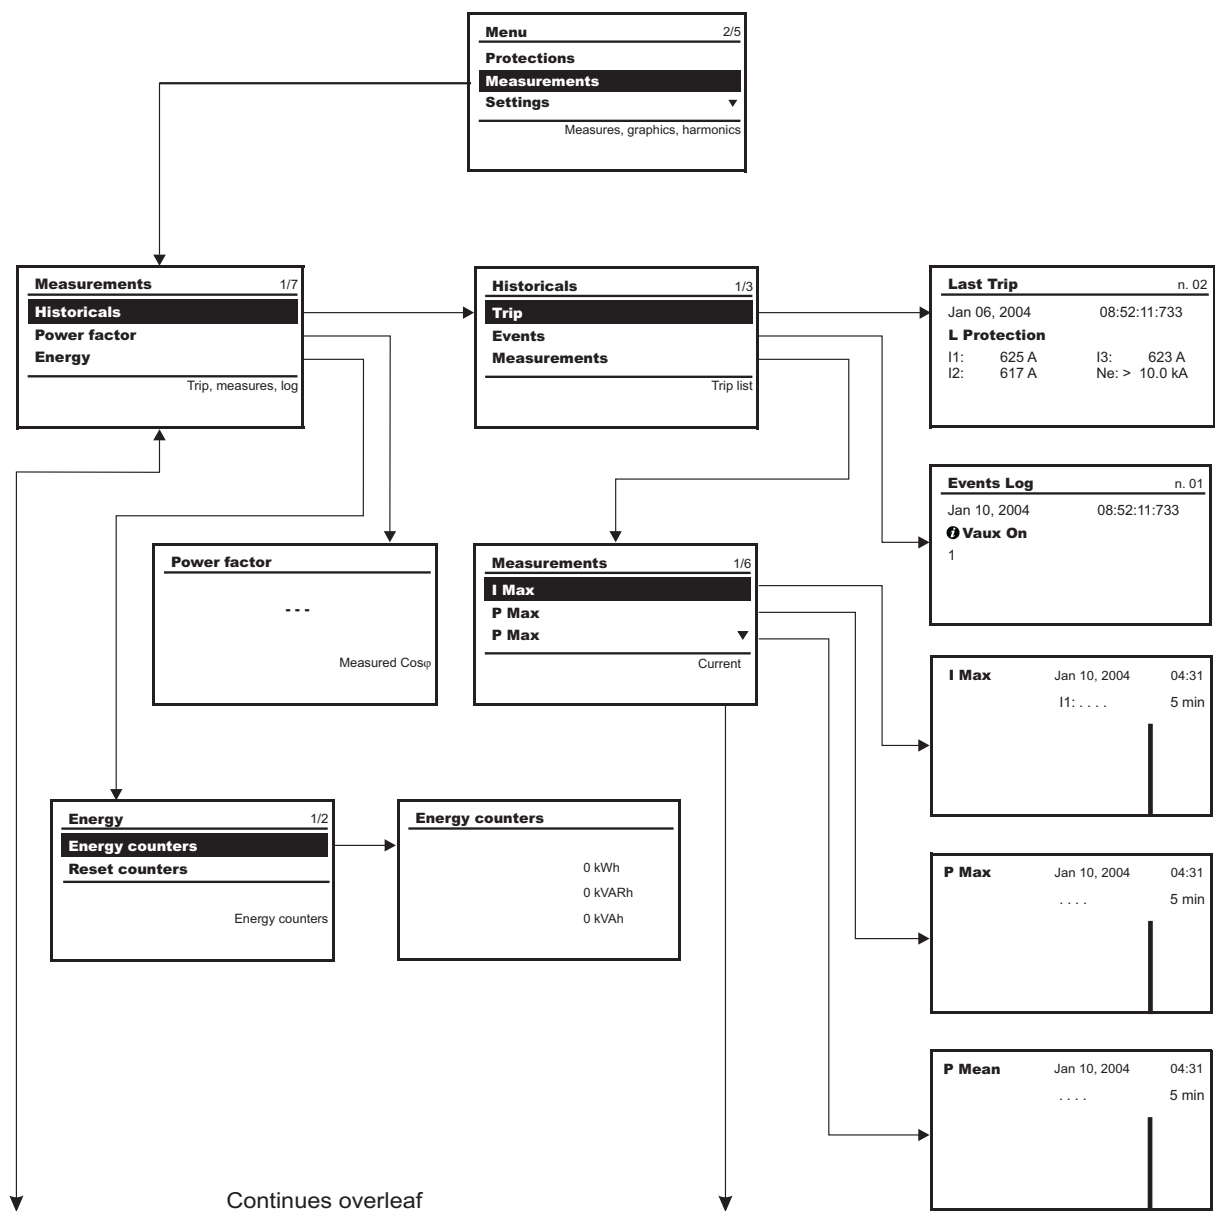 Menu 2/5
Protections
Measurements
Settings ▼
Measures, graphics, harmonics
Measurements 1/7
Historicals
Power factor
Energy
Trip, measures, log
Historicals 1/3
Trip
Events
Measurements
Trip list
Last Trip n. 02
Jan 06, 2004 08:52:11:733
L Protection
I1: 625 A I3: 623 A
I2: 617 A Ne: > 10.0 kA
Events Log n. 01
Jan 10, 2004 08:52:11:733
i Vaux On
1
Power factor
- - -
Measured Cosφ
Measurements 1/6
I Max
P Max
P Max ▼
Current
I Max Jan 10, 2004 04:31
I1: . . . . 5 min
Energy 1/2
Energy counters
Reset counters
Energy counters
Energy counters
0 kWh
0 kVARh
0 kVAh
P Max Jan 10, 2004 04:31
. . . . 5 min
P Mean Jan 10, 2004 04:31
. . . . 5 min
Continues overleaf